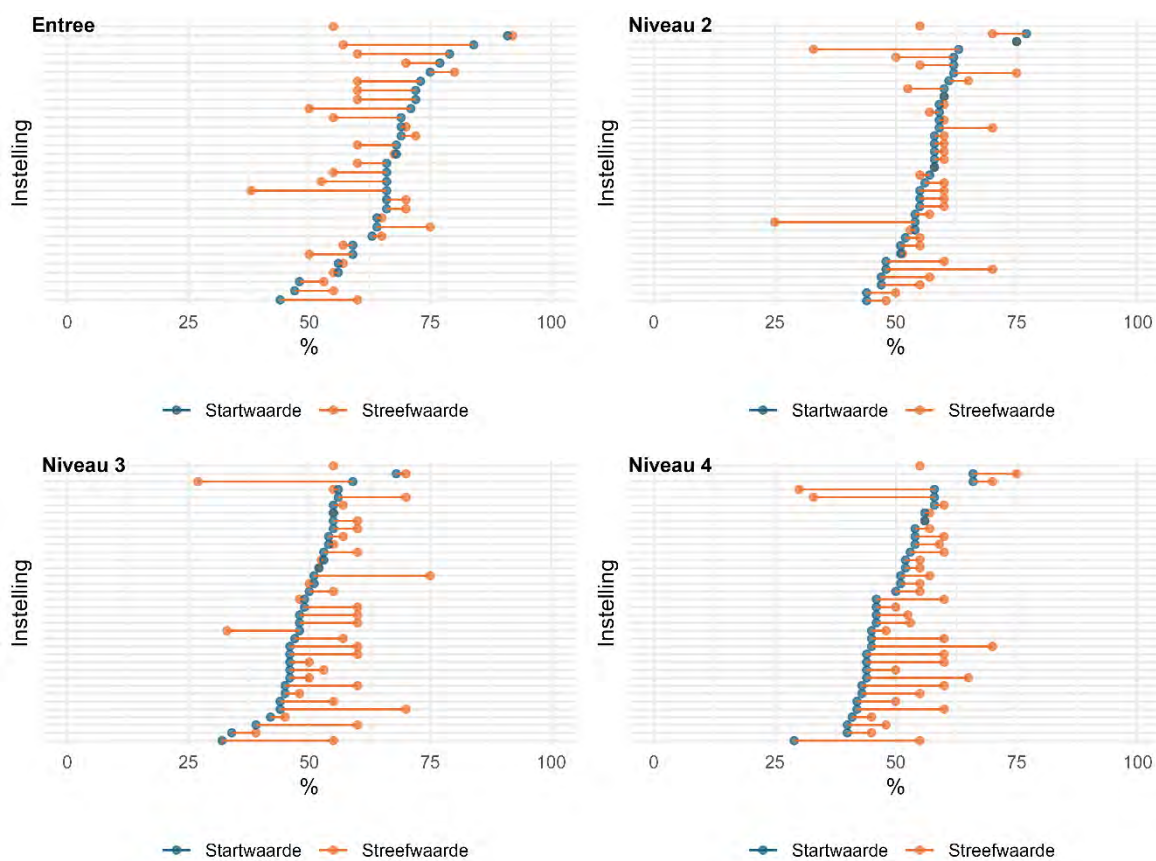 Entree
Instelling
0 25 50 75 100
%
Startwaarde Streefwaarde
Niveau 2
Instelling
0 25 50 75 100
%
Startwaarde Streefwaarde
Niveau 3
Instelling
0 25 50 75 100
%
Startwaarde Streefwaarde
Niveau 4
Instelling
0 25 50 75 100
%
Startwaarde Streefwaarde